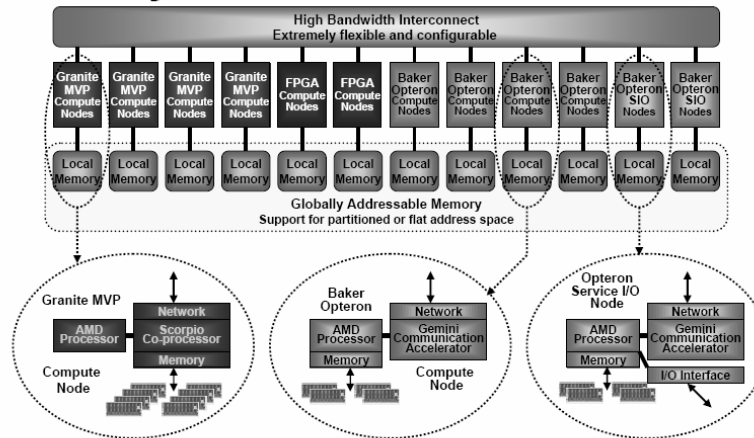 High Bandwidth Interconnect
Extremely flexible and configurable
Granite
MVP
Compute
Nodes
Granite
MVP
Compute
Nodes
Granite
MVP
Compute
Nodes
Granite
MVP
Compute
Nodes
FPGA
Compute
Nodes
FPGA
Compute
Nodes
Baker
Opteron
Compute
Nodes
Baker
Opteron
Compute
Nodes
Baker
Opteron
Compute
Nodes
Baker
Opteron
Compute
Nodes
Baker
Opteron
SIO
Nodes
Baker
Opteron
SIO
Nodes
Local
Memory
Local
Memory
Local
Memory
Local
Memory
Local
Memory
Local
Memory
Local
Memory
Local
Memory
Local
Memory
Local
Memory
Local
Memory
Local
Memory
Globally Addressable Memory
Support for partitioned or flat address space
Granite MVP
AMD
Processor
Network
Scorpio
Co-processor
Memory
Compute
Node
Baker
Opteron
AMD
Processor
Memory
Network
Gemini
Communication
Accelerator
Compute
Node
Opteron
Service I/O
Node
AMD
Processor
Memory
Network
Gemini
Communication
Accelerator
I/O Interface